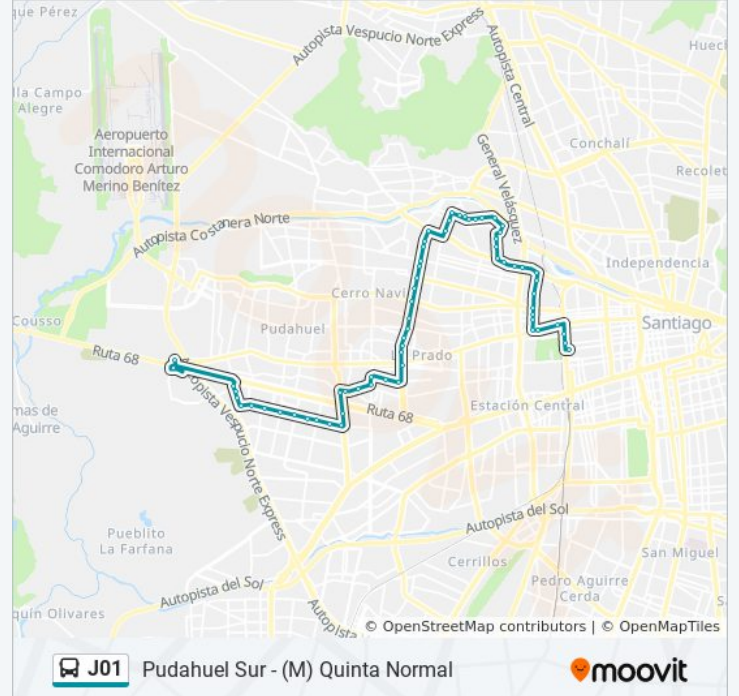 que Pérez
Autopista Vespucio Norte Express
Autopista Central
Huech
lla Campo
Alegre
Aeropuerto
Internacional
Comodoro Arturo
Merino Benítez
General Velásquez
Conchalí
Recolet
Autopista Costanera Norte
Independencia
Cerro Navi
Cousso
Pudahuel
Santiago
Ruta 68
Prado
Autopista Vespucio Norte Express
mas de
Aguirre
Ruta 68
Estación Central
Autopista del Sol
Pueblito
La Farfana
Cerrillos
San Miguel
Pedro Aguirre
Cerda
Autopista del Sol
quín Olivares
Autopista
© OpenStreetMap contributors | © OpenMapTiles
J01 Pudahuel Sur - (M) Quinta Normal
moovit